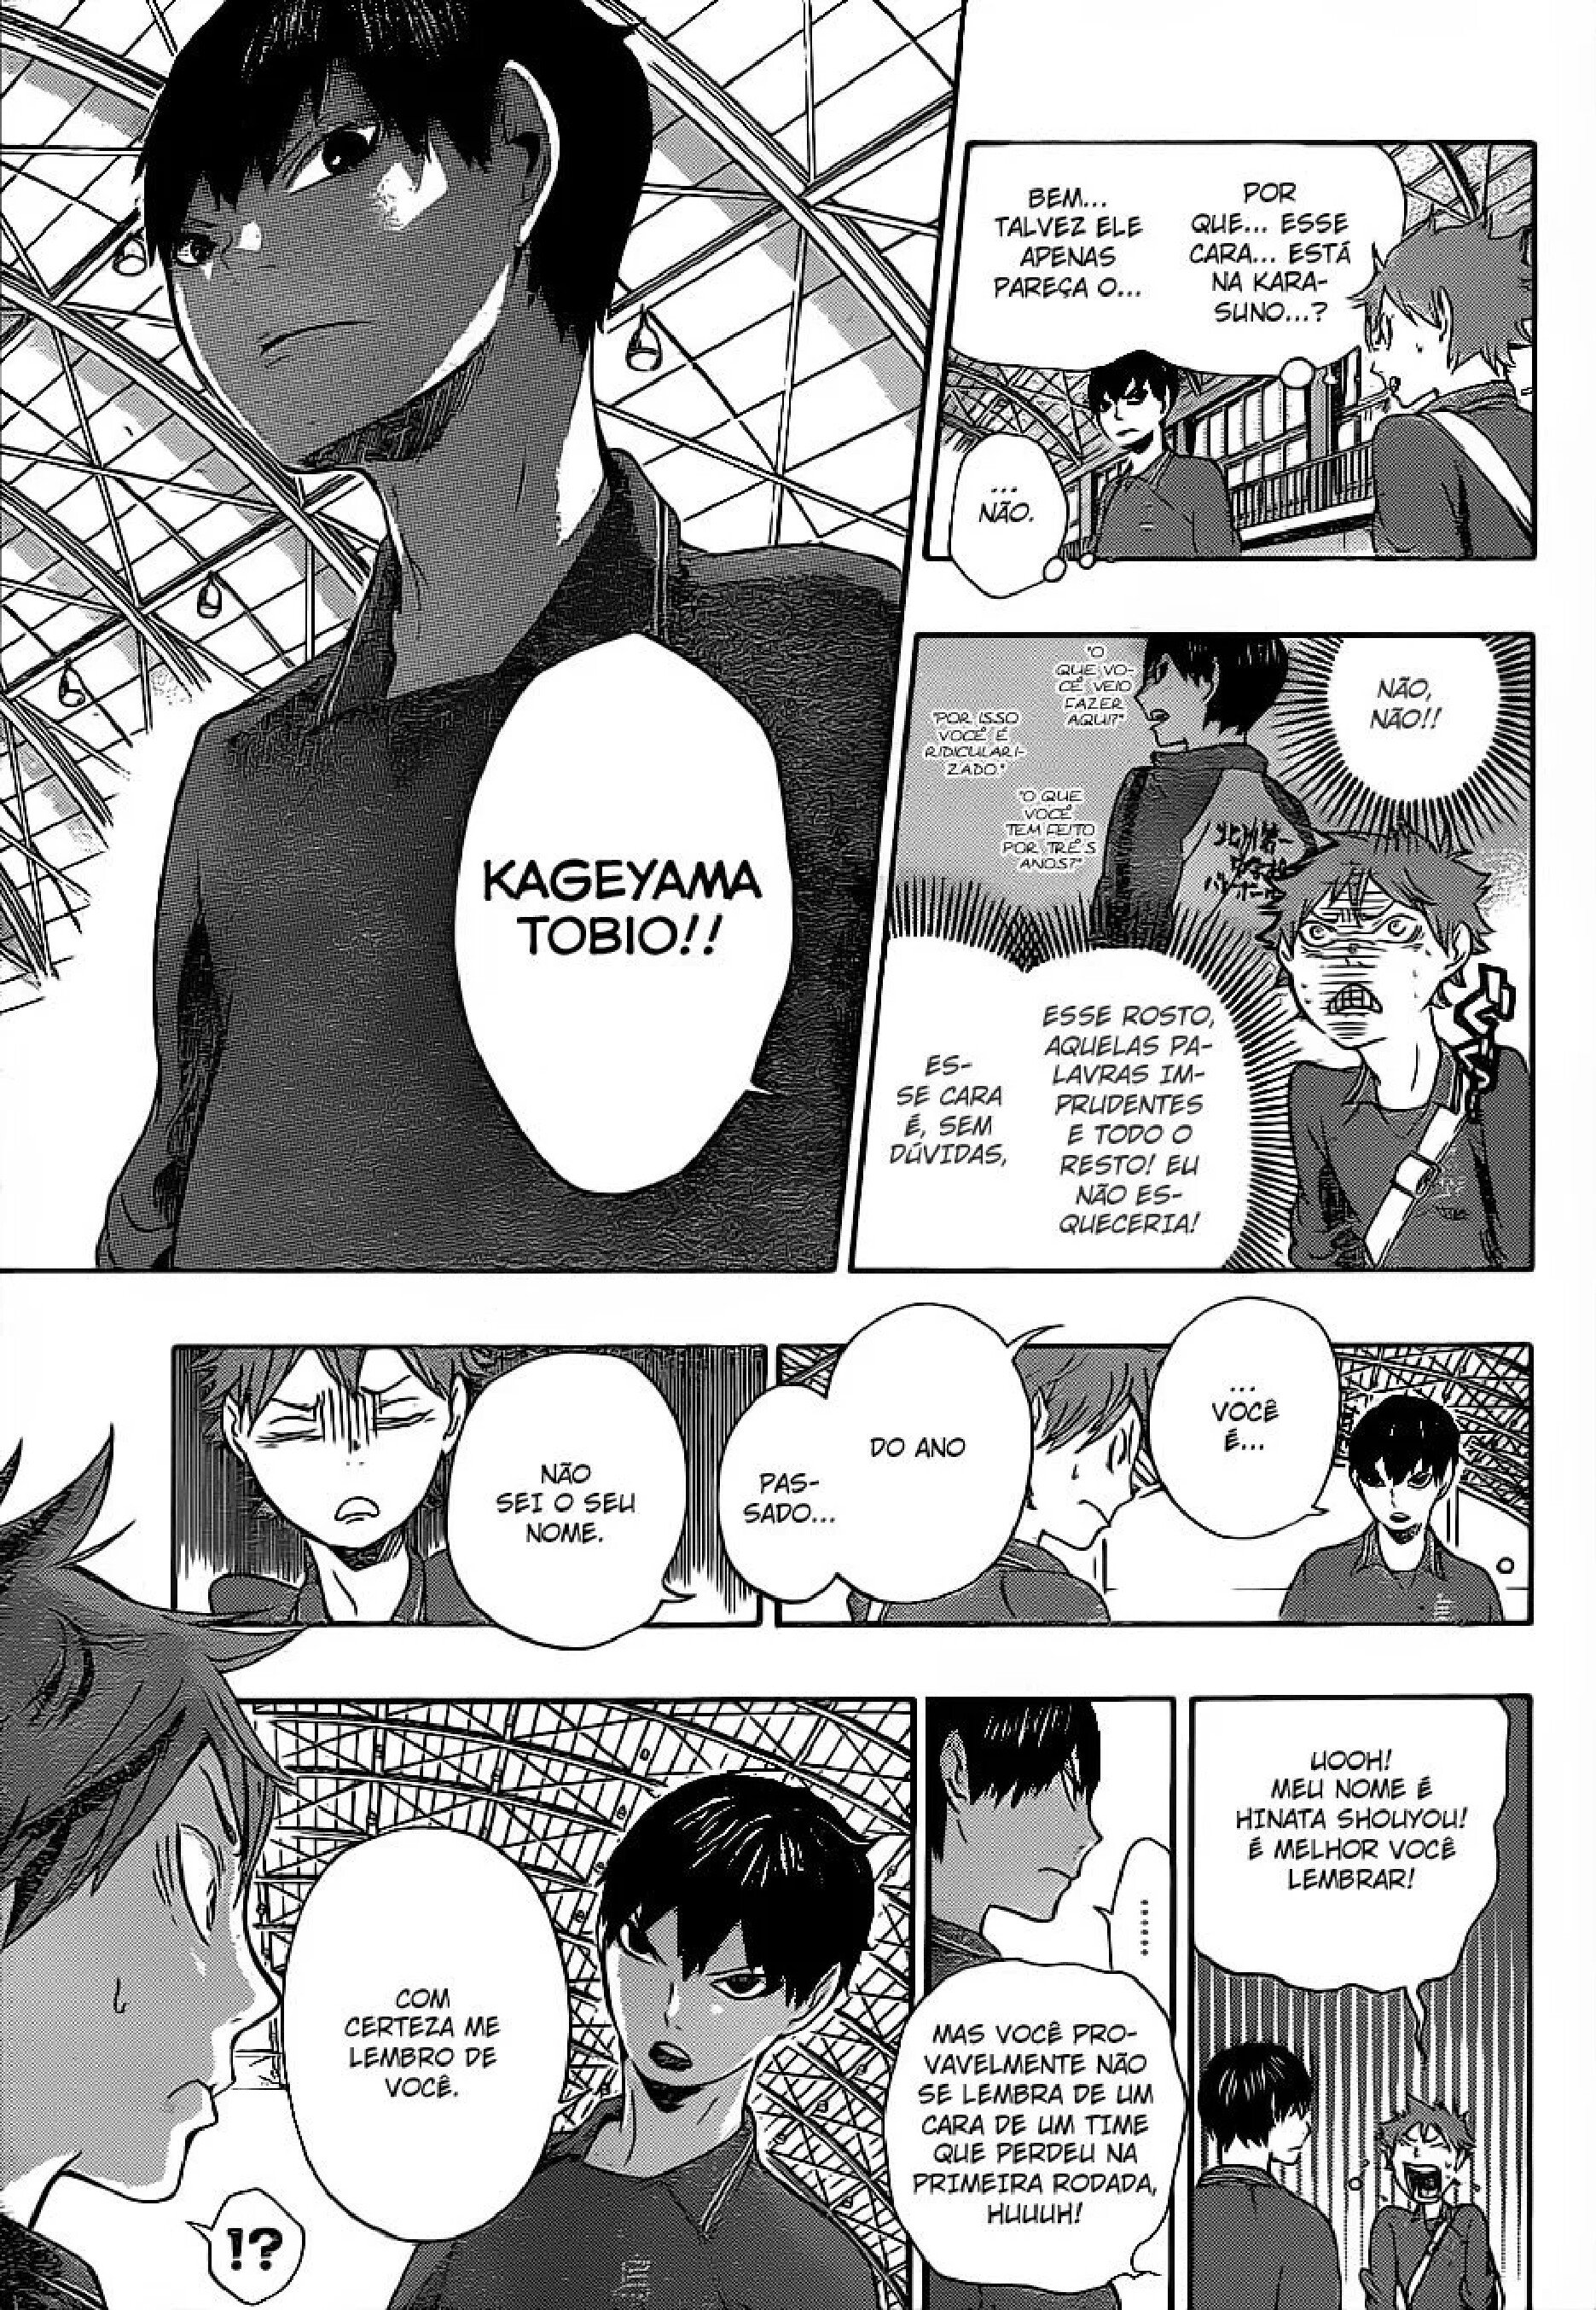 POR
QUE... ESSE
CARA... ESTÁ
NA KARA-
SUNO...?
BEM...
TALVEZ ELE
APENAS
PAREÇA O...
...
NÃO.
NÃO,
NÃO!!
"O
QUE VO-
CÊ VEIO
FAZER
AQUI?"
"POR ISSO
VOCÊ É
RIDICULARI-
ZADO."
"O QUE
VOCÊ
TEM FEITO
POR TRÊS
ANOS?"
ESSE ROSTO,
AQUELAS PA-
LAVRAS IM-
PRUDENTES
E TODO O
RESTO! EU
NÃO ES-
QUECERIA!
ES-
SE CARA
É, SEM
DÚVIDAS,
KAGEYAMA
TOBIO!!
...
VOCÊ
É...
DO ANO
PAS-
SADO...
NÃO
SEI O SEU
NOME.
UOOH!
MEU NOME É
HINATA SHOUYOU!
É MELHOR VOCÊ
LEMBRAR!
.......
MAS VOCÊ PRO-
VAVELMENTE NÃO
SE LEMBRA DE UM
CARA DE UM TIME
QUE PERDEU NA
PRIMEIRA RODADA,
HUUUH!
COM
CERTEZA ME
LEMBRO DE
VOCÊ.
!?